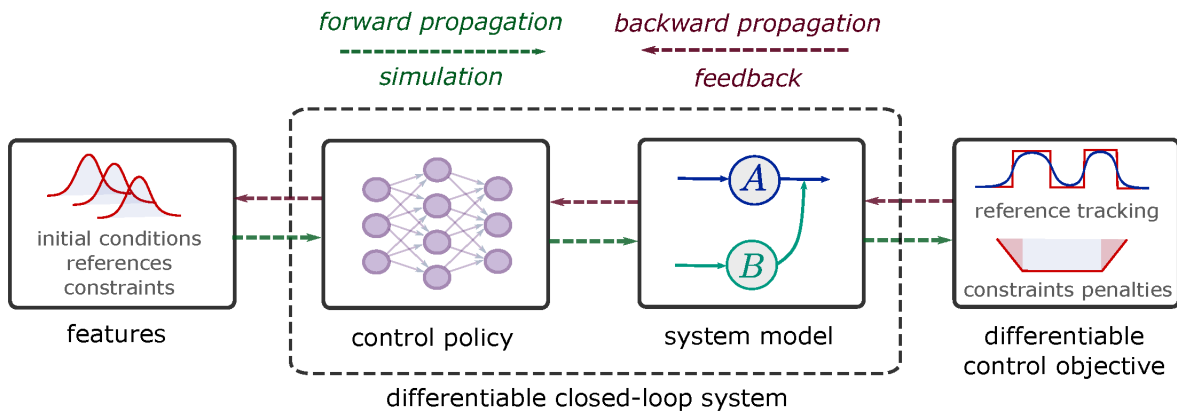 forward propagation
simulation
backward propagation
feedback
initial conditions
references
constraints
features
control policy
A
B
system model
reference tracking
constraints penalties
differentiable
control objective
differentiable closed-loop system